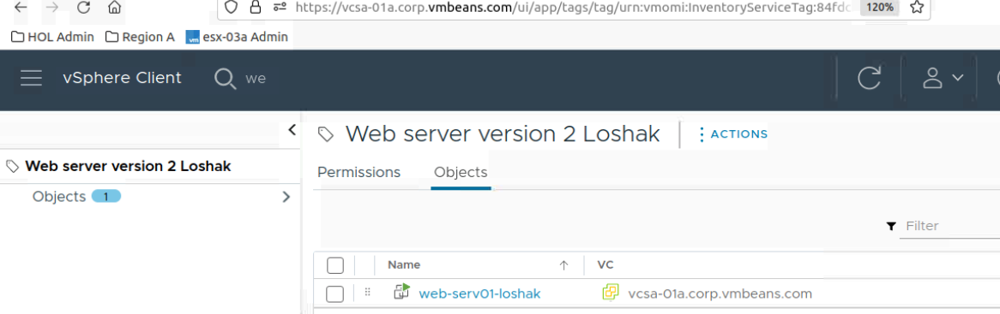 https://vcsa-01a.corp.vmbeans.com/ui/app/tags/tag/urn:vmomi:InventoryServiceTag:84fdc 120%
HOL Admin Region A vm esx-03a Admin
vSphere Client we
Web server version 2 Loshak ACTIONS
Web server version 2 Loshak
Permissions Objects
Objects 1
Filter
Name VC
web-serv01-loshak vcsa-01a.corp.vmbeans.com